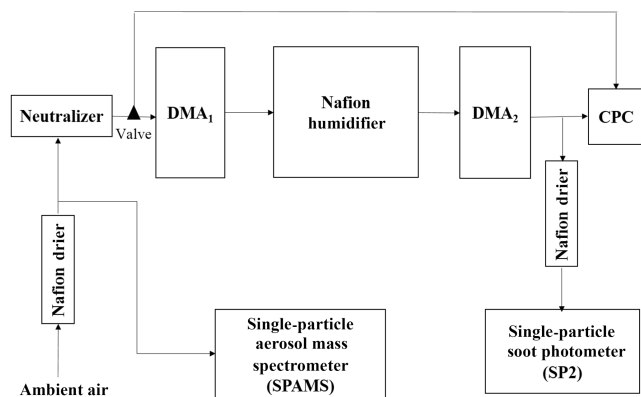 Neutralizer
Valve
DMA₁
Nafion
humidifier
DMA₂
CPC
Nafion drier
Nafion drier
Single-particle
aerosol mass
spectrometer
(SPAMS)
Single-particle
soot photometer
(SP2)
Ambient air